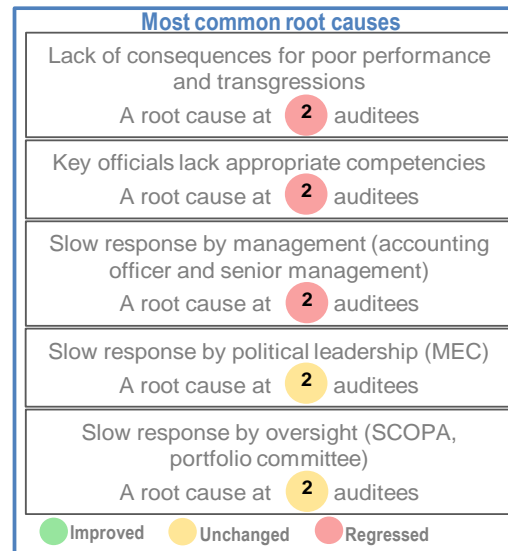 Most common root causes
Lack of consequences for poor performance
and transgressions
A root cause at 2 auditees
Key officials lack appropriate competencies
A root cause at 2 auditees
Slow response by management (accounting
officer and senior management)
A root cause at 2 auditees
Slow response by political leadership (MEC)
A root cause at 2 auditees
Slow response by oversight (SCOPA,
portfolio committee)
A root cause at 2 auditees
Improved Unchanged Regressed